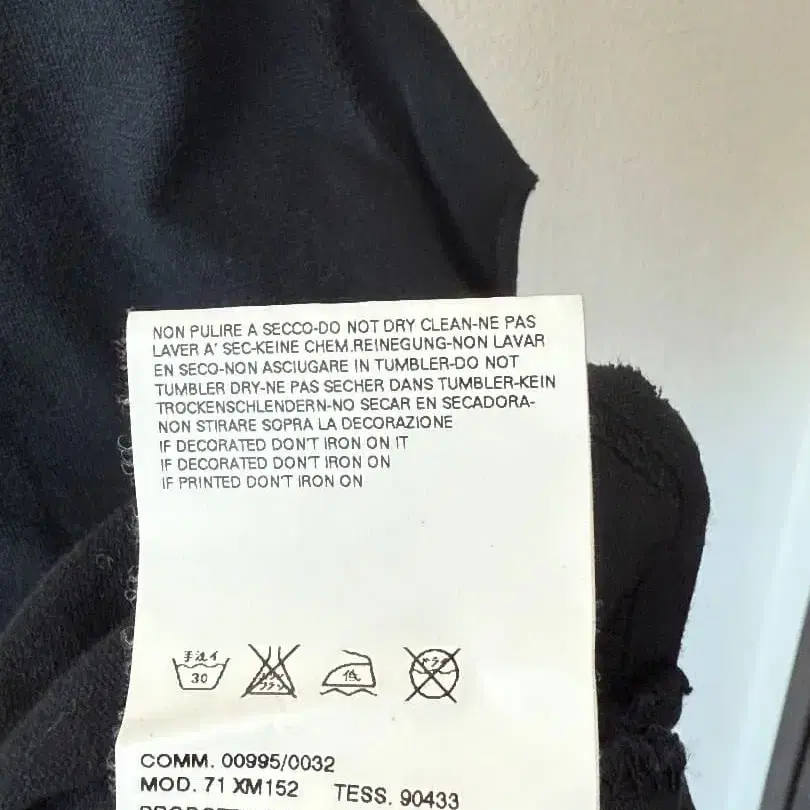 NON PULIRE A SECCO-DO NOT DRY CLEAN-NE PAS
LAVER A' SEC-KEINE CHEM.REINEGUNG-NON LAVAR
EN SECO-NON ASCIUGARE IN TUMBLER-DO NOT
TUMBLER DRY-NE PAS SECHER DANS TUMBLER-KEIN
TROCKENSCHLENDERN-NO SECAR EN SECADORA-
NON STIRARE SOPRA LA DECORAZIONE
IF DECORATED DON'T IRON ON IT
IF DECORATED DON'T IRON ON
IF PRINTED DON'T IRON ON
手洗イ
30
低
ドライ
COMM. 00995/0032
MOD. 71 XM152 TESS. 90433